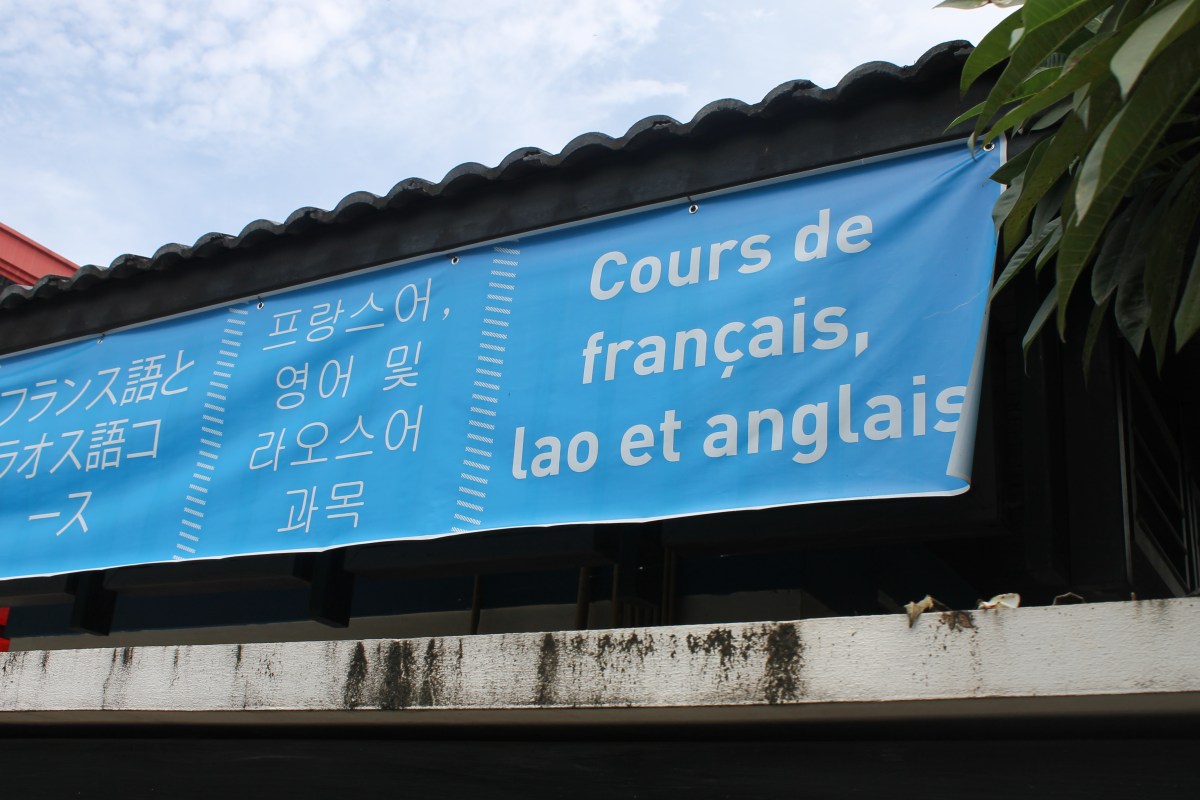 フランス語と
ラオス語コ
ース
프랑스어,
영어 및
라오스어
과목
Cours de
français,
lao et anglais